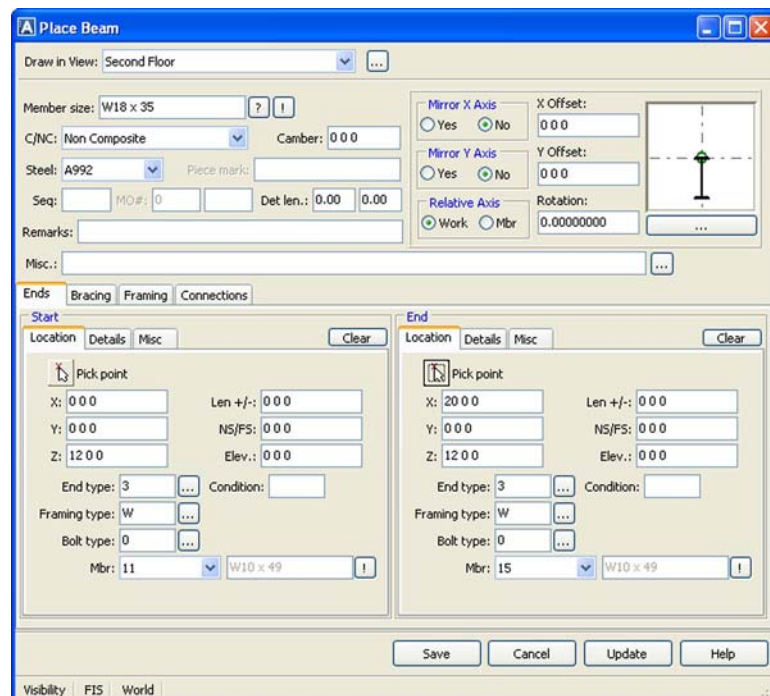 Place Beam
Draw in View: Second Floor ...
Member size: W18 x 35 ? !
C/NC: Non Composite Camber: 0 0 0
Steel: A992 Piece mark:
Seq: MO#: 0 Det len.: 0.00 0.00
Remarks:
Misc.: ...
Mirror X Axis X Offset:
Yes No 0 0 0
Mirror Y Axis Y Offset:
Yes No 0 0 0
Relative Axis Rotation:
Work Mbr 0.00000000 ...
Ends Bracing Framing Connections
Start
Location Details Misc Clear
Pick point
X: 0 0 0 Len +/-: 0 0 0
Y: 0 0 0 NS/FS: 0 0 0
Z: 12 0 0 Elev.: 0 0 0
End type: 3 ... Condition:
Framing type: W ...
Bolt type: 0 ...
Mbr: 11 W10 x 49 !
End
Location Details Misc Clear
Pick point
X: 20 0 0 Len +/-: 0 0 0
Y: 0 0 0 NS/FS: 0 0 0
Z: 12 0 0 Elev.: 0 0 0
End type: 3 ... Condition:
Framing type: W ...
Bolt type: 0 ...
Mbr: 15 W10 x 49 !
Save Cancel Update Help
Visibility FIS World